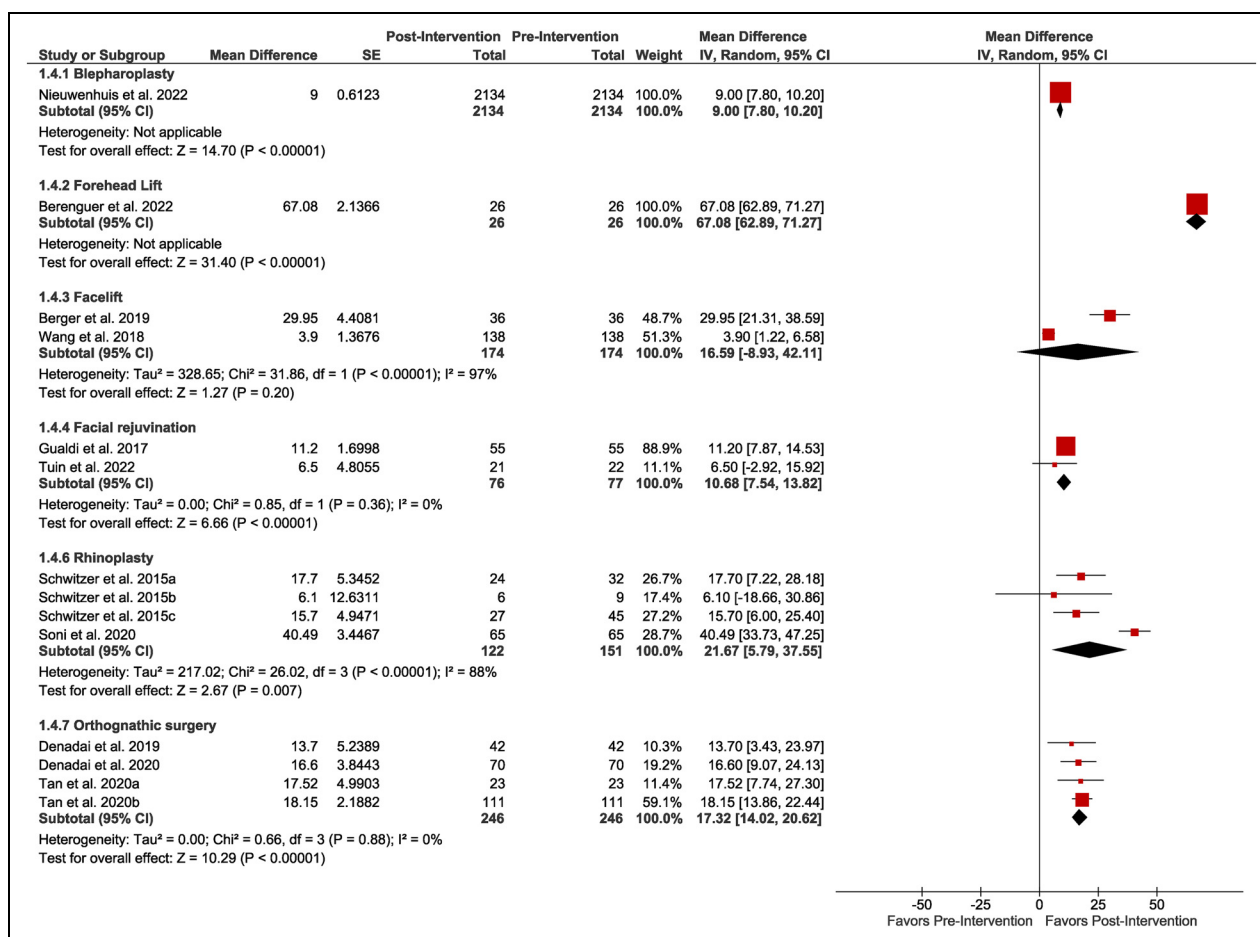 Post-Intervention Pre-Intervention Mean Difference Mean Difference
Study or Subgroup Mean Difference SE Total Total Weight IV, Random, 95% CI IV, Random, 95% CI
1.4.1 Blepharoplasty
Nieuwenhuis et al. 2022 9 0.6123 2134 2134 100.0% 9.00 [7.80, 10.20]
Subtotal (95% CI) 2134 2134 100.0% 9.00 [7.80, 10.20]
Heterogeneity: Not applicable
Test for overall effect: Z = 14.70 (P < 0.00001)
1.4.2 Forehead Lift
Berenguer et al. 2022 67.08 2.1366 26 26 100.0% 67.08 [62.89, 71.27]
Subtotal (95% CI) 26 26 100.0% 67.08 [62.89, 71.27]
Heterogeneity: Not applicable
Test for overall effect: Z = 31.40 (P < 0.00001)
1.4.3 Facelift
Berger et al. 2019 29.95 4.4081 36 36 48.7% 29.95 [21.31, 38.59]
Wang et al. 2018 3.9 1.3676 138 138 51.3% 3.90 [1.22, 6.58]
Subtotal (95% CI) 174 174 100.0% 16.59 [-8.93, 42.11]
Heterogeneity: Tau² = 328.65; Chi² = 31.86, df = 1 (P < 0.00001); I² = 97%
Test for overall effect: Z = 1.27 (P = 0.20)
1.4.4 Facial rejuvination
Gualdi et al. 2017 11.2 1.6998 55 55 88.9% 11.20 [7.87, 14.53]
Tuin et al. 2022 6.5 4.8055 21 22 11.1% 6.50 [-2.92, 15.92]
Subtotal (95% CI) 76 77 100.0% 10.68 [7.54, 13.82]
Heterogeneity: Tau² = 0.00; Chi² = 0.85, df = 1 (P = 0.36); I² = 0%
Test for overall effect: Z = 6.66 (P < 0.00001)
1.4.6 Rhinoplasty
Schwitzer et al. 2015a 17.7 5.3452 24 32 26.7% 17.70 [7.22, 28.18]
Schwitzer et al. 2015b 6.1 12.6311 6 9 17.4% 6.10 [-18.66, 30.86]
Schwitzer et al. 2015c 15.7 4.9471 27 45 27.2% 15.70 [6.00, 25.40]
Soni et al. 2020 40.49 3.4467 65 65 28.7% 40.49 [33.73, 47.25]
Subtotal (95% CI) 122 151 100.0% 21.67 [5.79, 37.55]
Heterogeneity: Tau² = 217.02; Chi² = 26.02, df = 3 (P < 0.00001); I² = 88%
Test for overall effect: Z = 2.67 (P = 0.007)
1.4.7 Orthognathic surgery
Denadai et al. 2019 13.7 5.2389 42 42 10.3% 13.70 [3.43, 23.97]
Denadai et al. 2020 16.6 3.8443 70 70 19.2% 16.60 [9.07, 24.13]
Tan et al. 2020a 17.52 4.9903 23 23 11.4% 17.52 [7.74, 27.30]
Tan et al. 2020b 18.15 2.1882 111 111 59.1% 18.15 [13.86, 22.44]
Subtotal (95% CI) 246 246 100.0% 17.32 [14.02, 20.62]
Heterogeneity: Tau² = 0.00; Chi² = 0.66, df = 3 (P = 0.88); I² = 0%
Test for overall effect: Z = 10.29 (P < 0.00001)
-50 -25 0 25 50
Favors Pre-Intervention Favors Post-Intervention